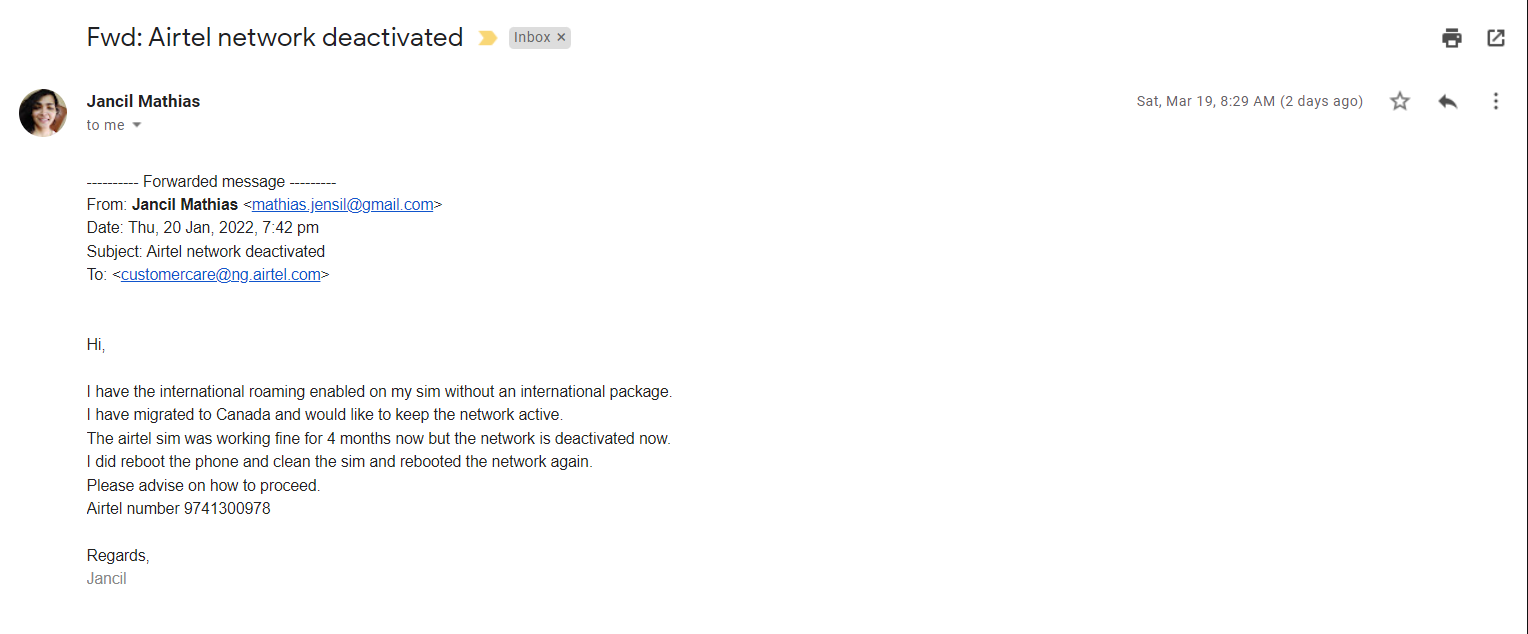 Fwd: Airtel network deactivated Inbox ×
Jancil Mathias Sat, Mar 19, 8:29 AM (2 days ago)
to me
---------- Forwarded message ---------
From: Jancil Mathias <mathias.jensil@gmail.com>
Date: Thu, 20 Jan, 2022, 7:42 pm
Subject: Airtel network deactivated
To: <customercare@ng.airtel.com>
Hi,
I have the international roaming enabled on my sim without an international package.
I have migrated to Canada and would like to keep the network active.
The airtel sim was working fine for 4 months now but the network is deactivated now.
I did reboot the phone and clean the sim and rebooted the network again.
Please advise on how to proceed.
Airtel number 9741300978
Regards,
Jancil